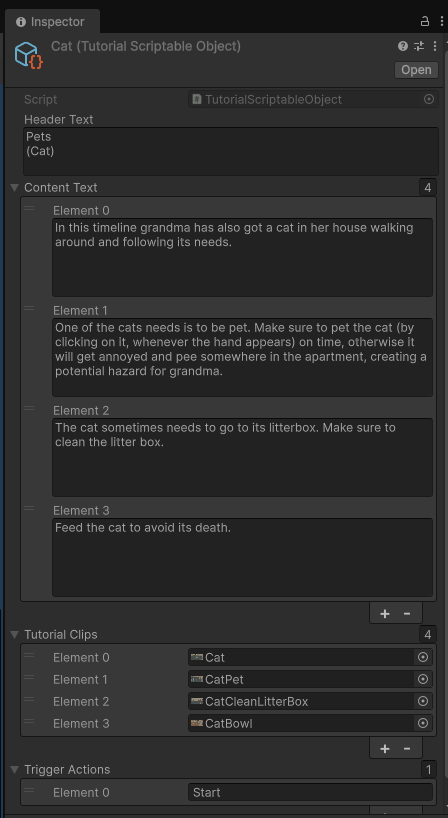 Inspector
Cat (Tutorial Scriptable Object)
Open
Script
TutorialScriptableObject
Header Text
Pets
(Cat)
Content Text
4
Element 0
In this timeline grandma has also got a cat in her house walking
around and following its needs.
Element 1
One of the cats needs is to be pet. Make sure to pet the cat (by
clicking on it, whenever the hand appears) on time, otherwise it
will get annoyed and pee somewhere in the apartment, creating a
potential hazard for grandma.
Element 2
The cat sometimes needs to go to its litterbox. Make sure to
clean the litter box.
Element 3
Feed the cat to avoid its death.
+ -
Tutorial Clips
4
Element 0
Cat
Element 1
CatPet
Element 2
CatCleanLitterBox
Element 3
CatBowl
+ -
Trigger Actions
1
Element 0
Start